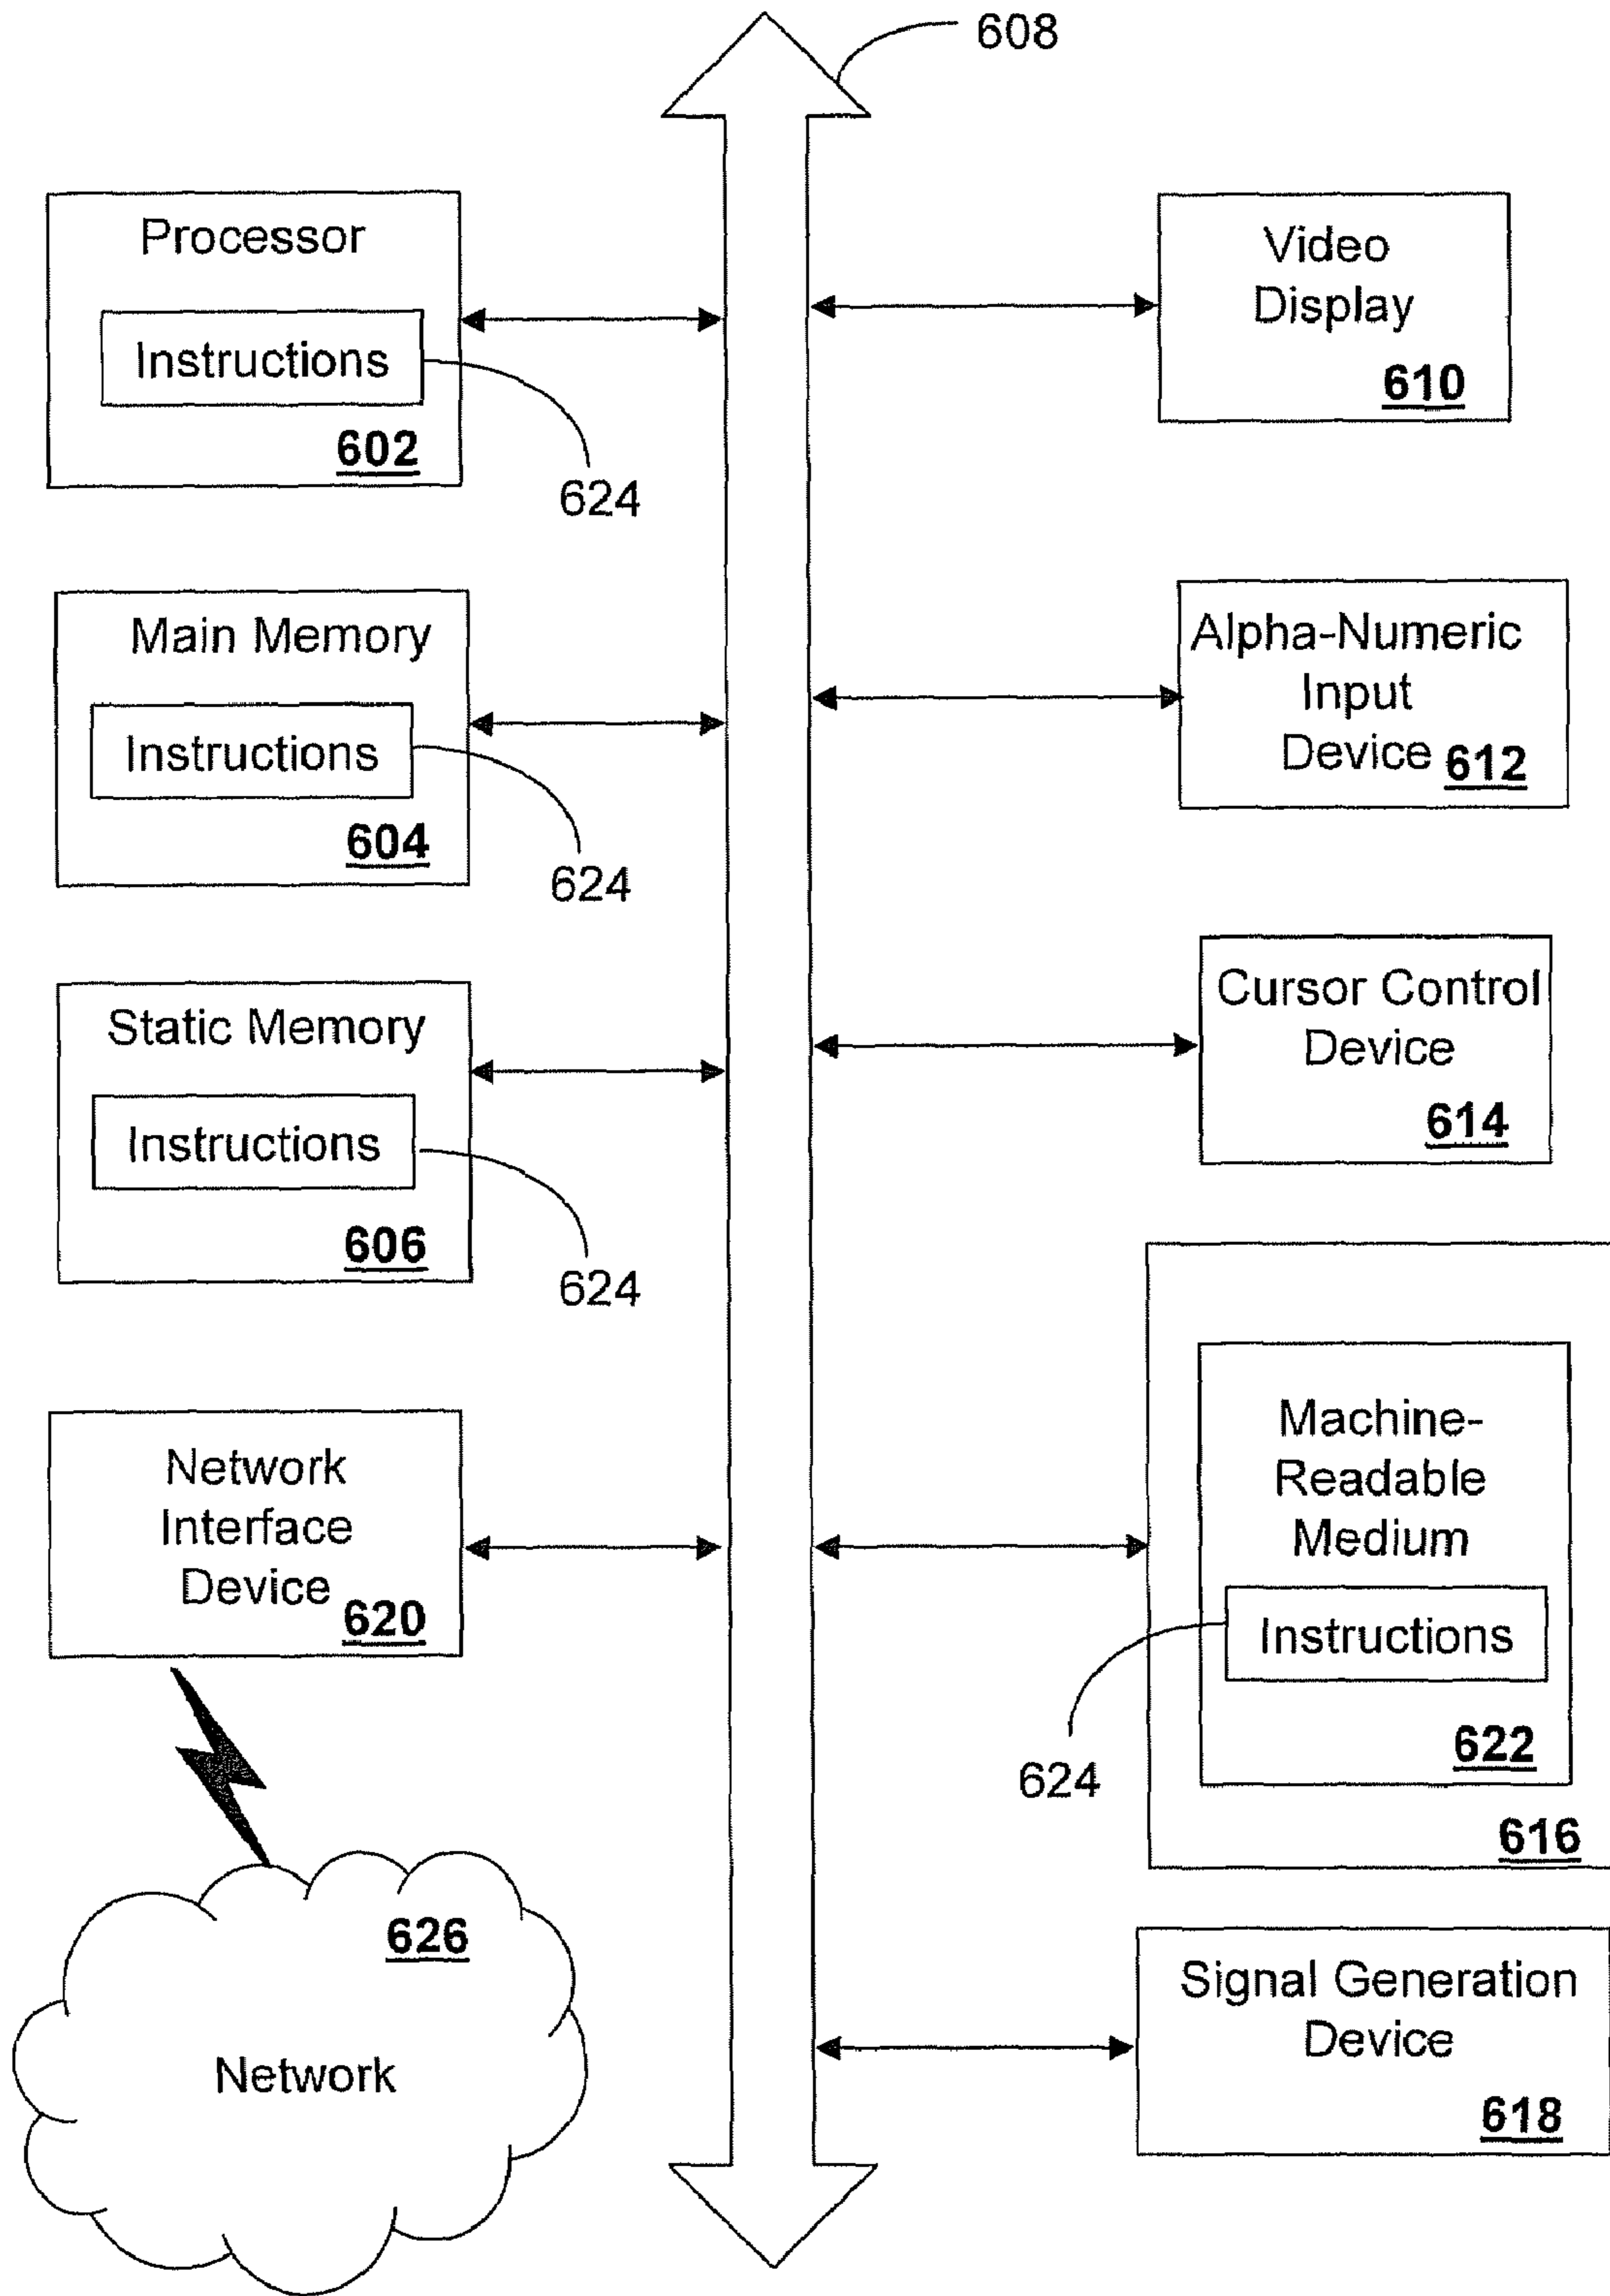 608
Processor
Instructions
602
624
Main Memory
Instructions
604
624
Static Memory
Instructions
606
624
Network
Interface
Device
620
626
Network
Video
Display
610
Alpha-Numeric
Input
Device 612
Cursor Control
Device
614
Machine-
Readable
Medium
Instructions
622
624
616
Signal Generation
Device
618